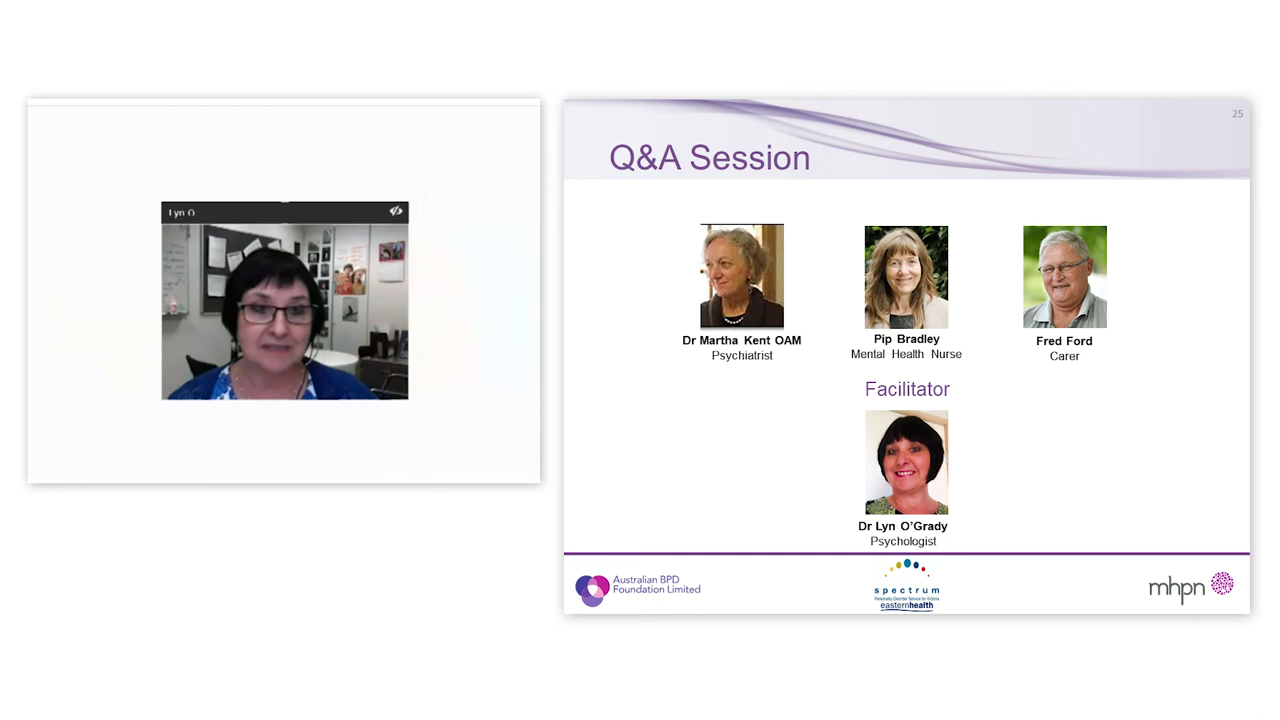 Lyn O
25
Q&A Session
Dr Martha Kent OAM
Psychiatrist
Pip Bradley
Mental Health Nurse
Fred Ford
Carer
Facilitator
Dr Lyn O'Grady
Psychologist
Australian BPD
Foundation Limited
spectrum
Personality Disorder Service for Victoria
easternhealth
mhpn